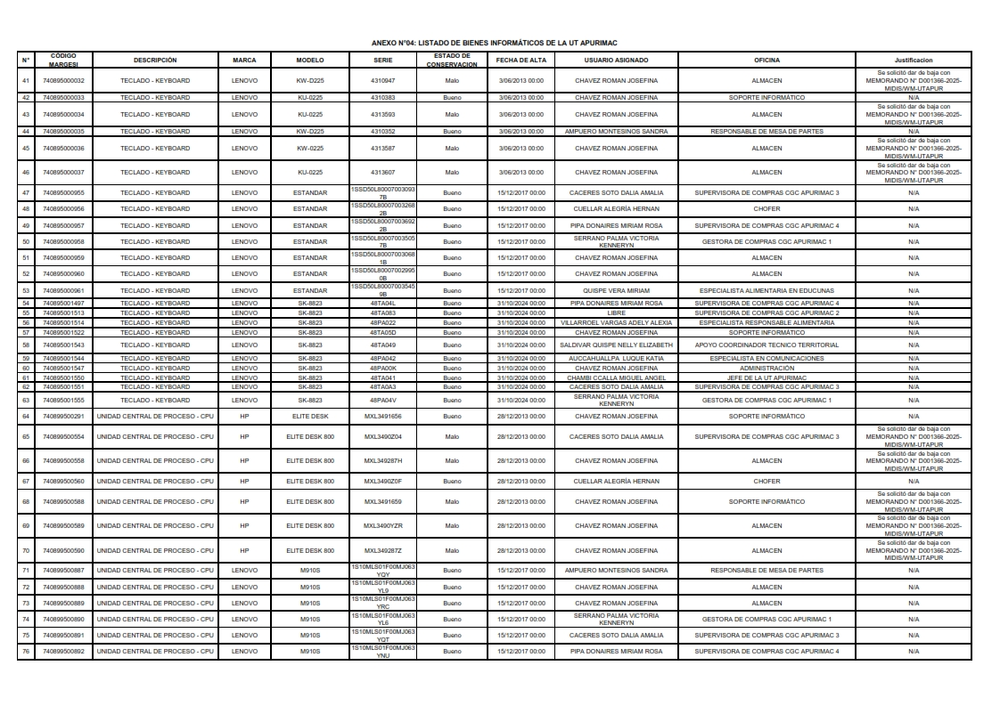 ANEXO N°04: LISTADO DE BIENES INFORMÁTICOS DE LA UT APURIMAC
N° CÓDIGO MARGESI DESCRIPCIÓN MARCA MODELO SERIE ESTADO DE CONSERVACION FECHA DE ALTA USUARIO ASIGNADO OFICINA Justificacion
41 740895000032 TECLADO - KEYBOARD LENOVO KW-D225 4310947 Malo 3/06/2013 00:00 CHAVEZ ROMAN JOSEFINA ALMACEN Se solicitó dar de baja con MEMORANDO N° D001366-2025-MIDIS/WM-UTAPUR
42 740895000033 TECLADO - KEYBOARD LENOVO KU-0225 4310383 Bueno 3/06/2013 00:00 CHAVEZ ROMAN JOSEFINA SOPORTE INFORMÁTICO N/A
43 740895000034 TECLADO - KEYBOARD LENOVO KU-0225 4313593 Malo 3/06/2013 00:00 CHAVEZ ROMAN JOSEFINA ALMACEN Se solicitó dar de baja con MEMORANDO N° D001366-2025-MIDIS/WM-UTAPUR
44 740895000035 TECLADO - KEYBOARD LENOVO KW-D225 4310352 Bueno 3/06/2013 00:00 AMPUERO MONTESINOS SANDRA RESPONSABLE DE MESA DE PARTES N/A
45 740895000036 TECLADO - KEYBOARD LENOVO KW-0225 4313587 Malo 3/06/2013 00:00 CHAVEZ ROMAN JOSEFINA ALMACEN Se solicitó dar de baja con MEMORANDO N° D001366-2025-MIDIS/WM-UTAPUR
46 740895000037 TECLADO - KEYBOARD LENOVO KU-0225 4313607 Malo 3/06/2013 00:00 CHAVEZ ROMAN JOSEFINA ALMACEN Se solicitó dar de baja con MEMORANDO N° D001366-2025-MIDIS/WM-UTAPUR
47 740895000955 TECLADO - KEYBOARD LENOVO ESTANDAR 1SSD50L80007003093 7B Bueno 15/12/2017 00:00 CACERES SOTO DALIA AMALIA SUPERVISORA DE COMPRAS CGC APURIMAC 3 N/A
48 740895000956 TECLADO - KEYBOARD LENOVO ESTANDAR 1SSD50L80007003268 2B Bueno 15/12/2017 00:00 CUELLAR ALEGRÍA HERNAN CHOFER N/A
49 740895000957 TECLADO - KEYBOARD LENOVO ESTANDAR 1SSD50L80007003692 2B Bueno 15/12/2017 00:00 PIPA DONAIRES MIRIAM ROSA SUPERVISORA DE COMPRAS CGC APURIMAC 4 N/A
50 740895000958 TECLADO - KEYBOARD LENOVO ESTANDAR 1SSD50L80007003505 7B Bueno 15/12/2017 00:00 SERRANO PALMA VICTORIA KENNERYN GESTORA DE COMPRAS CGC APURIMAC 1 N/A
51 740895000959 TECLADO - KEYBOARD LENOVO ESTANDAR 1SSD50L80007003068 1B Bueno 15/12/2017 00:00 CHAVEZ ROMAN JOSEFINA ALMACEN N/A
52 740895000960 TECLADO - KEYBOARD LENOVO ESTANDAR 1SSD50L80007002995 0B Bueno 15/12/2017 00:00 CHAVEZ ROMAN JOSEFINA ALMACEN N/A
53 740895000961 TECLADO - KEYBOARD LENOVO ESTANDAR 1SSD50L80007003545 9B Bueno 15/12/2017 00:00 QUISPE VERA MIRIAM ESPECIALISTA ALIMENTARIA EN EDUCUNAS N/A
54 740895001497 TECLADO - KEYBOARD LENOVO SK-8823 48TA04L Bueno 31/10/2024 00:00 PIPA DONAIRES MIRIAM ROSA SUPERVISORA DE COMPRAS CGC APURIMAC 4 N/A
55 740895001513 TECLADO - KEYBOARD LENOVO SK-8823 48TA083 Bueno 31/10/2024 00:00 LIBRE SUPERVISORA DE COMPRAS CGC APURIMAC 2 N/A
56 740895001514 TECLADO - KEYBOARD LENOVO SK-8823 48PA022 Bueno 31/10/2024 00:00 VILLARROEL VARGAS ADELY ALEXIA ESPECIALISTA RESPONSABLE ALIMENTARIA N/A
57 740895001522 TECLADO - KEYBOARD LENOVO SK-8823 48TA05D Bueno 31/10/2024 00:00 CHAVEZ ROMAN JOSEFINA SOPORTE INFORMÁTICO N/A
58 740895001543 TECLADO - KEYBOARD LENOVO SK-8823 48TA049 Bueno 31/10/2024 00:00 SALDIVAR QUISPE NELLY ELIZABETH APOYO COORDINADOR TECNICO TERRITORIAL N/A
59 740895001544 TECLADO - KEYBOARD LENOVO SK-8823 48PA042 Bueno 31/10/2024 00:00 AUCCAHUALLPA LUQUE KATIA ESPECIALISTA EN COMUNICACIONES N/A
60 740895001547 TECLADO - KEYBOARD LENOVO SK-8823 48PA00K Bueno 31/10/2024 00:00 CHAVEZ ROMAN JOSEFINA ADMINISTRACIÓN N/A
61 740895001550 TECLADO - KEYBOARD LENOVO SK-8823 48TA041 Bueno 31/10/2024 00:00 CHAMBI CCALLA MIGUEL ANGEL JEFE DE LA UT APURIMAC N/A
62 740895001551 TECLADO - KEYBOARD LENOVO SK-8823 48TA0A3 Bueno 31/10/2024 00:00 CACERES SOTO DALIA AMALIA SUPERVISORA DE COMPRAS CGC APURIMAC 3 N/A
63 740895001555 TECLADO - KEYBOARD LENOVO SK-8823 48PA04V Bueno 31/10/2024 00:00 SERRANO PALMA VICTORIA KENNERYN GESTORA DE COMPRAS CGC APURIMAC 1 N/A
64 740899500291 UNIDAD CENTRAL DE PROCESO - CPU HP ELITE DESK MXL3491656 Bueno 28/12/2013 00:00 CHAVEZ ROMAN JOSEFINA SOPORTE INFORMÁTICO N/A
65 740899500554 UNIDAD CENTRAL DE PROCESO - CPU HP ELITE DESK 800 MXL3490Z04 Malo 28/12/2013 00:00 CACERES SOTO DALIA AMALIA SUPERVISORA DE COMPRAS CGC APURIMAC 3 Se solicitó dar de baja con MEMORANDO N° D001366-2025-MIDIS/WM-UTAPUR
66 740899500558 UNIDAD CENTRAL DE PROCESO - CPU HP ELITE DESK 800 MXL349287H Malo 28/12/2013 00:00 CHAVEZ ROMAN JOSEFINA ALMACEN Se solicitó dar de baja con MEMORANDO N° D001366-2025-MIDIS/WM-UTAPUR
67 740899500560 UNIDAD CENTRAL DE PROCESO - CPU HP ELITE DESK 800 MXL3490Z0F Bueno 28/12/2013 00:00 CUELLAR ALEGRÍA HERNAN CHOFER N/A
68 740899500588 UNIDAD CENTRAL DE PROCESO - CPU HP ELITE DESK 800 MXL3491659 Malo 28/12/2013 00:00 CHAVEZ ROMAN JOSEFINA SOPORTE INFORMÁTICO Se solicitó dar de baja con MEMORANDO N° D001366-2025-MIDIS/WM-UTAPUR
69 740899500589 UNIDAD CENTRAL DE PROCESO - CPU HP ELITE DESK 800 MXL3490YZR Malo 28/12/2013 00:00 CHAVEZ ROMAN JOSEFINA ALMACEN Se solicitó dar de baja con MEMORANDO N° D001366-2025-MIDIS/WM-UTAPUR
70 740899500590 UNIDAD CENTRAL DE PROCESO - CPU HP ELITE DESK 800 MXL349287Z Malo 28/12/2013 00:00 CHAVEZ ROMAN JOSEFINA ALMACEN Se solicitó dar de baja con MEMORANDO N° D001366-2025-MIDIS/WM-UTAPUR
71 740899500887 UNIDAD CENTRAL DE PROCESO - CPU LENOVO M910S 1S10MLS01F00MJ063 YQY Bueno 15/12/2017 00:00 AMPUERO MONTESINOS SANDRA RESPONSABLE DE MESA DE PARTES N/A
72 740899500888 UNIDAD CENTRAL DE PROCESO - CPU LENOVO M910S 1S10MLS01F00MJ063 YL9 Bueno 15/12/2017 00:00 CHAVEZ ROMAN JOSEFINA ALMACEN N/A
73 740899500889 UNIDAD CENTRAL DE PROCESO - CPU LENOVO M910S 1S10MLS01F00MJ063 YRC Bueno 15/12/2017 00:00 CHAVEZ ROMAN JOSEFINA ALMACEN N/A
74 740899500890 UNIDAD CENTRAL DE PROCESO - CPU LENOVO M910S 1S10MLS01F00MJ063 YL6 Bueno 15/12/2017 00:00 SERRANO PALMA VICTORIA KENNERYN GESTORA DE COMPRAS CGC APURIMAC 1 N/A
75 740899500891 UNIDAD CENTRAL DE PROCESO - CPU LENOVO M910S 1S10MLS01F00MJ063 YQT Bueno 15/12/2017 00:00 CACERES SOTO DALIA AMALIA SUPERVISORA DE COMPRAS CGC APURIMAC 3 N/A
76 740899500892 UNIDAD CENTRAL DE PROCESO - CPU LENOVO M910S 1S10MLS01F00MJ063 YNU Bueno 15/12/2017 00:00 PIPA DONAIRES MIRIAM ROSA SUPERVISORA DE COMPRAS CGC APURIMAC 4 N/A